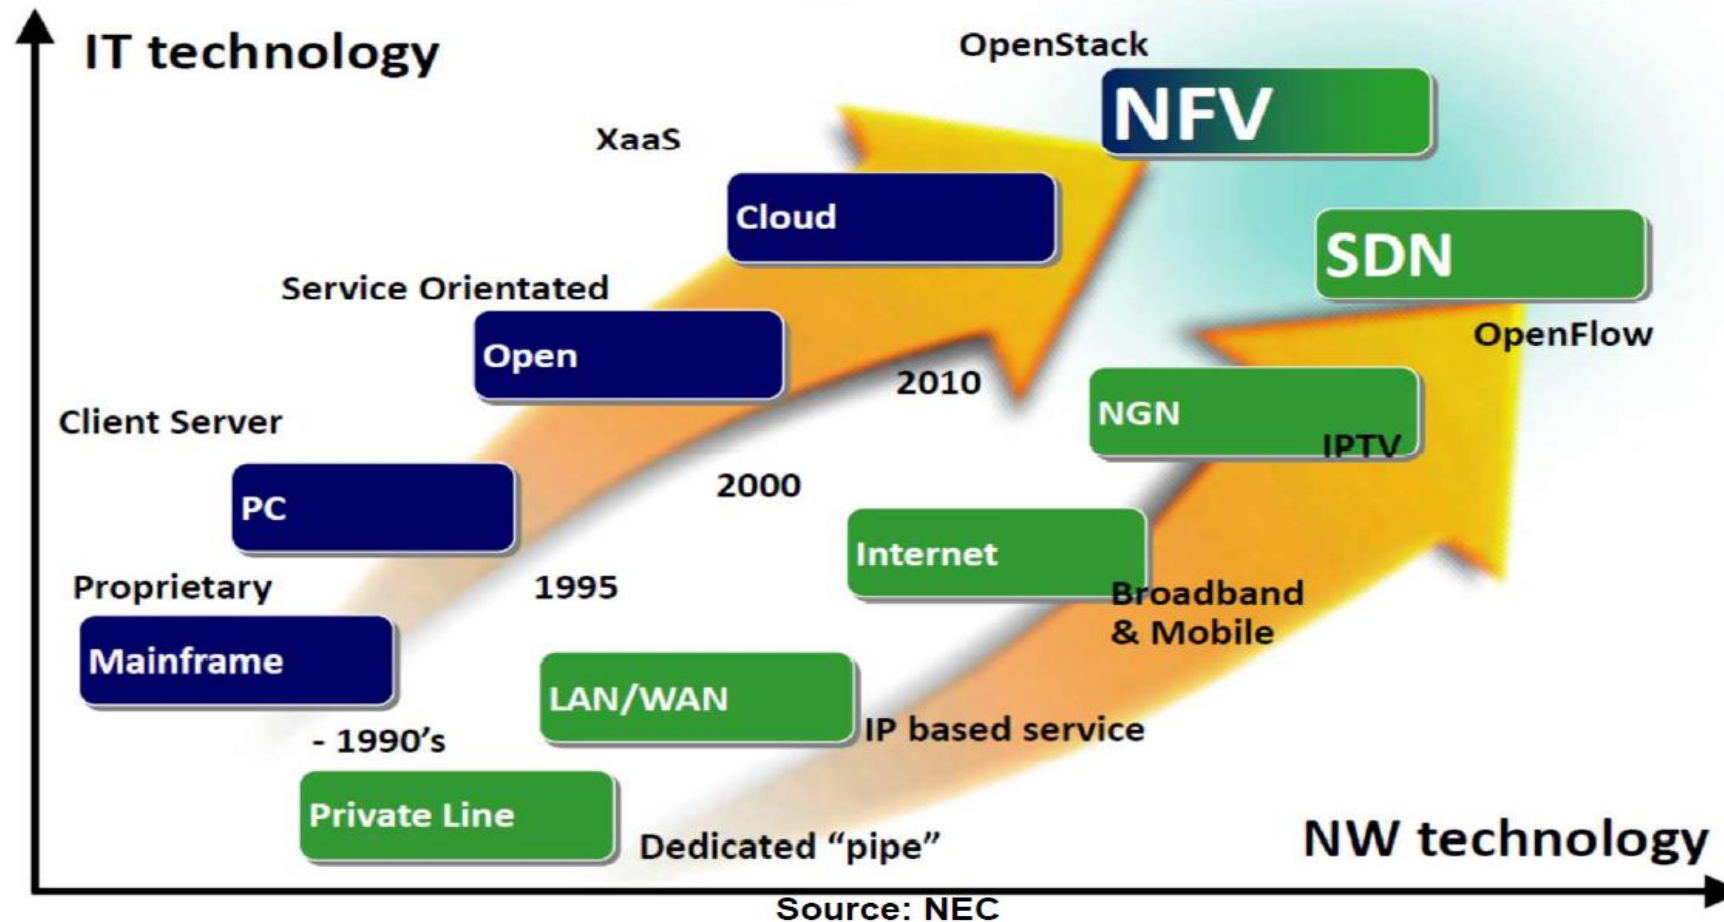 IT technology
OpenStack
NFV
XaaS
Cloud
SDN
Service Orientated
Open
OpenFlow
2010
NGN
IPTV
Client Server
PC
2000
Internet
Proprietary
1995
Broadband
& Mobile
Mainframe
LAN/WAN
IP based service
- 1990's
Private Line
Dedicated “pipe”
NW technology
Source: NEC